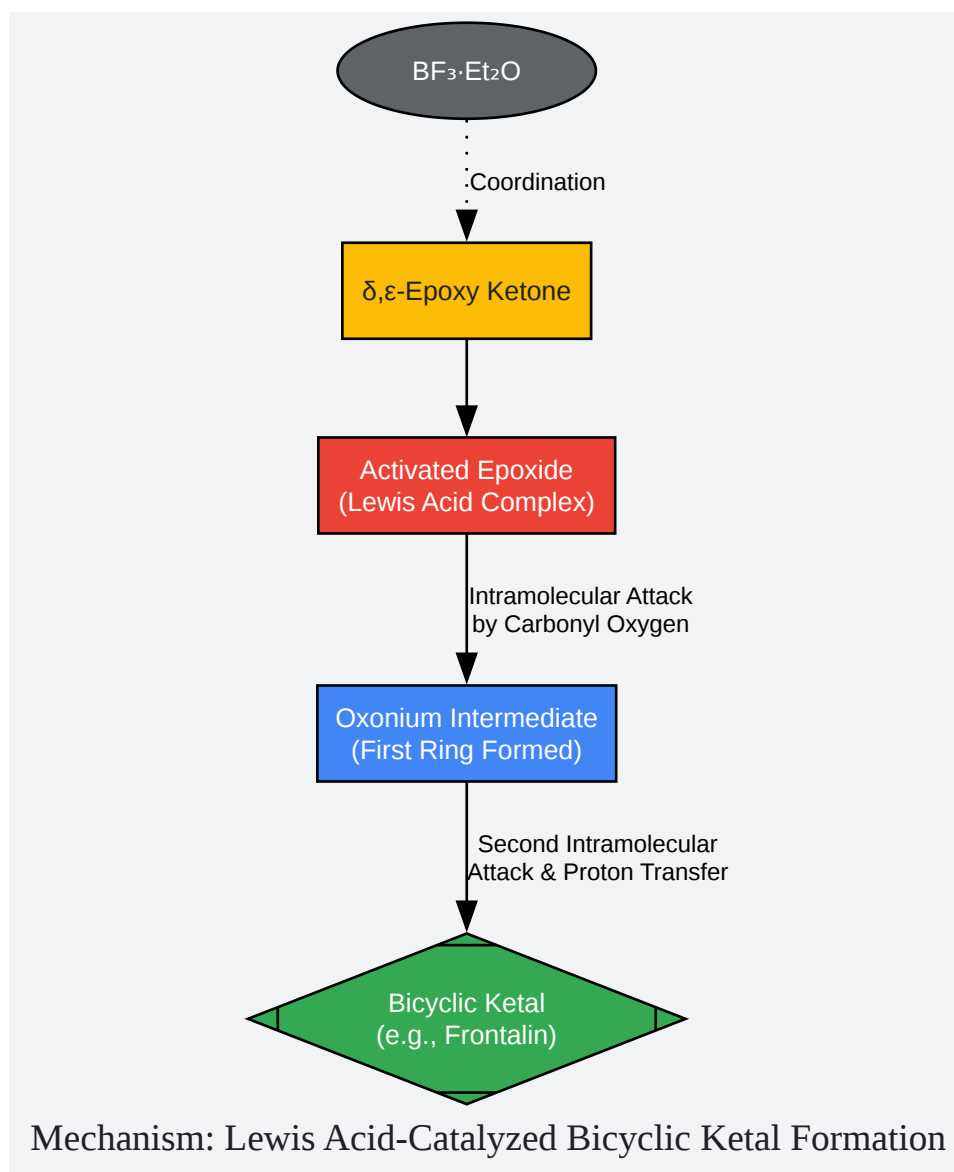 BF₃·Et₂O
Coordination
δ,ε-Epoxy Ketone
Activated Epoxide
(Lewis Acid Complex)
Intramolecular Attack
by Carbonyl Oxygen
Oxonium Intermediate
(First Ring Formed)
Second Intramolecular
Attack & Proton Transfer
Bicyclic Ketal
(e.g., Frontalin)
Mechanism: Lewis Acid-Catalyzed Bicyclic Ketal Formation